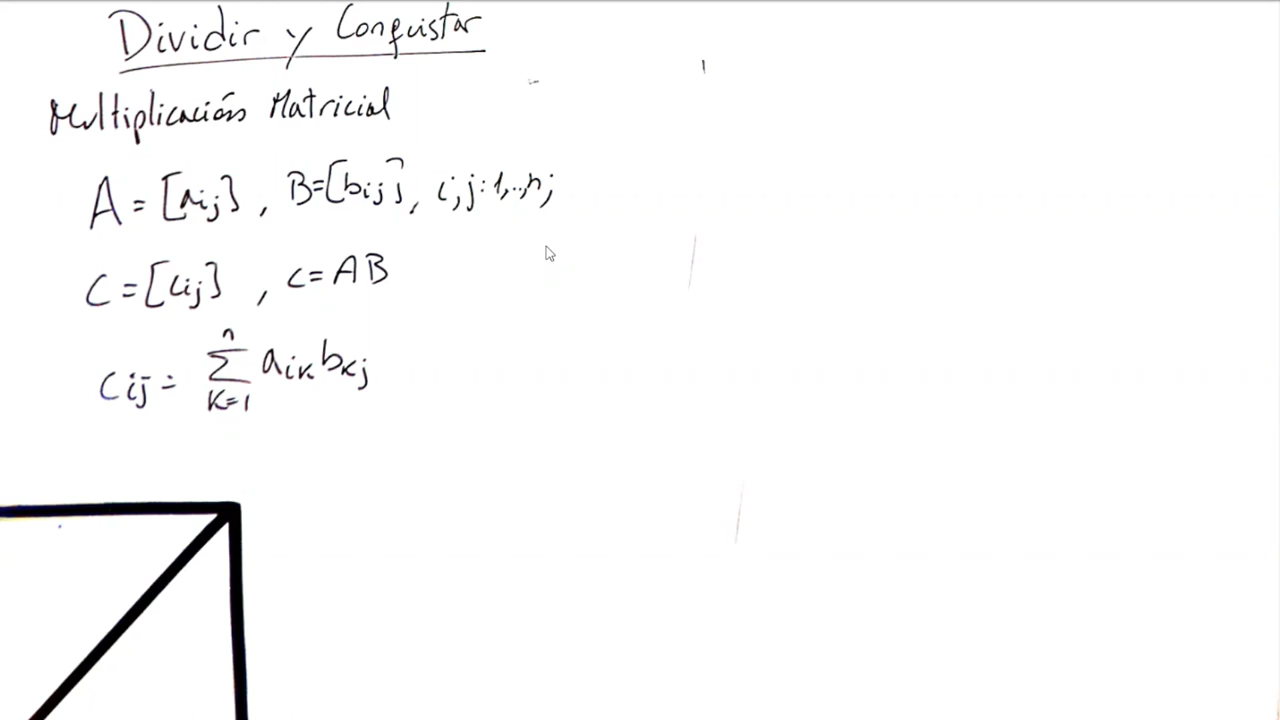 Dividir y Conquistar
Multiplicación Matricial
A = [aij], B=[bij], i,j:1,..,n;
C = [cij], C=AB
cij = n∑K=1 aik bkj